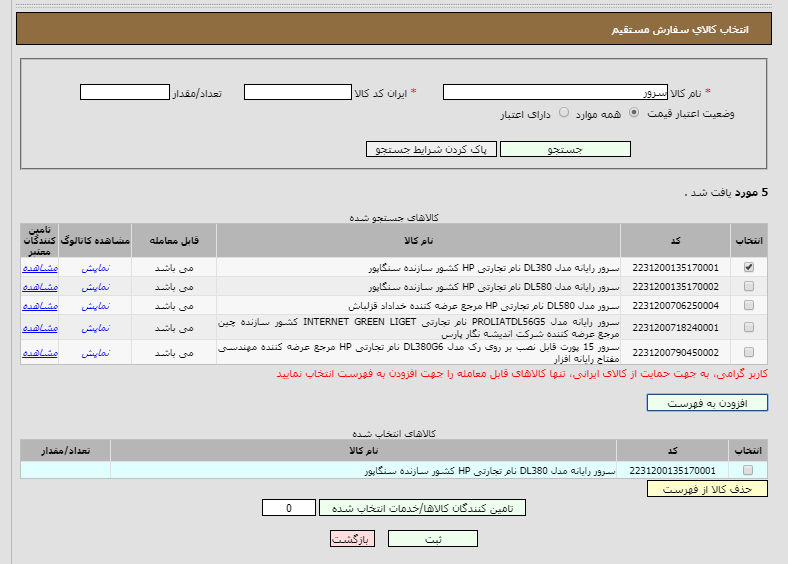 انتخاب کالای سفارش مستقیم
* نام کالا سرور * ایران کد کالا تعداد/مقدار
وضعیت اعتبار قیمت همه موارد دارای اعتبار
جستجو پاک کردن شرایط جستجو
5 مورد یافت شد .
کالاهای جستجو شده
انتخاب کد نام کالا قابل معامله مشاهده کاتالوگ تامین کنندگان معتبر
2231200135170001 سرور رایانه مدل DL380 نام تجارتی HP کشور سازنده سنگاپور می باشد نمایش مشاهده
2231200135170002 سرور رایانه مدل DL580 نام تجارتی HP کشور سازنده سنگاپور می باشد نمایش مشاهده
2231200706250004 سرور مدل DL580 نام تجارتی HP مرجع عرضه کننده خداداد قزلباش می باشد نمایش مشاهده
2231200718240001 سرور رایانه مدل PROLIATDL56G5 نام تجارتی INTERNET GREEN LIGET کشور سازنده چین مرجع عرضه کننده شرکت اندیشه نگار پارس می باشد نمایش مشاهده
2231200790450002 سرور 15 پورت قابل نصب بر روی رک مدل DL380G6 نام تجارتی HP مرجع عرضه کننده مهندسی مفتاح رایانه افزار می باشد نمایش مشاهده
کاربر گرامی، به جهت حمایت از کالای ایرانی، تنها کالاهای قابل معامله را جهت افزودن به فهرست انتخاب نمایید
افزودن به فهرست
کالاهای انتخاب شده
انتخاب کد نام کالا تعداد/مقدار
2231200135170001 سرور رایانه مدل DL380 نام تجارتی HP کشور سازنده سنگاپور
حذف کالا از فهرست
تامین کنندگان کالاها/خدمات انتخاب شده 0
ثبت بازگشت